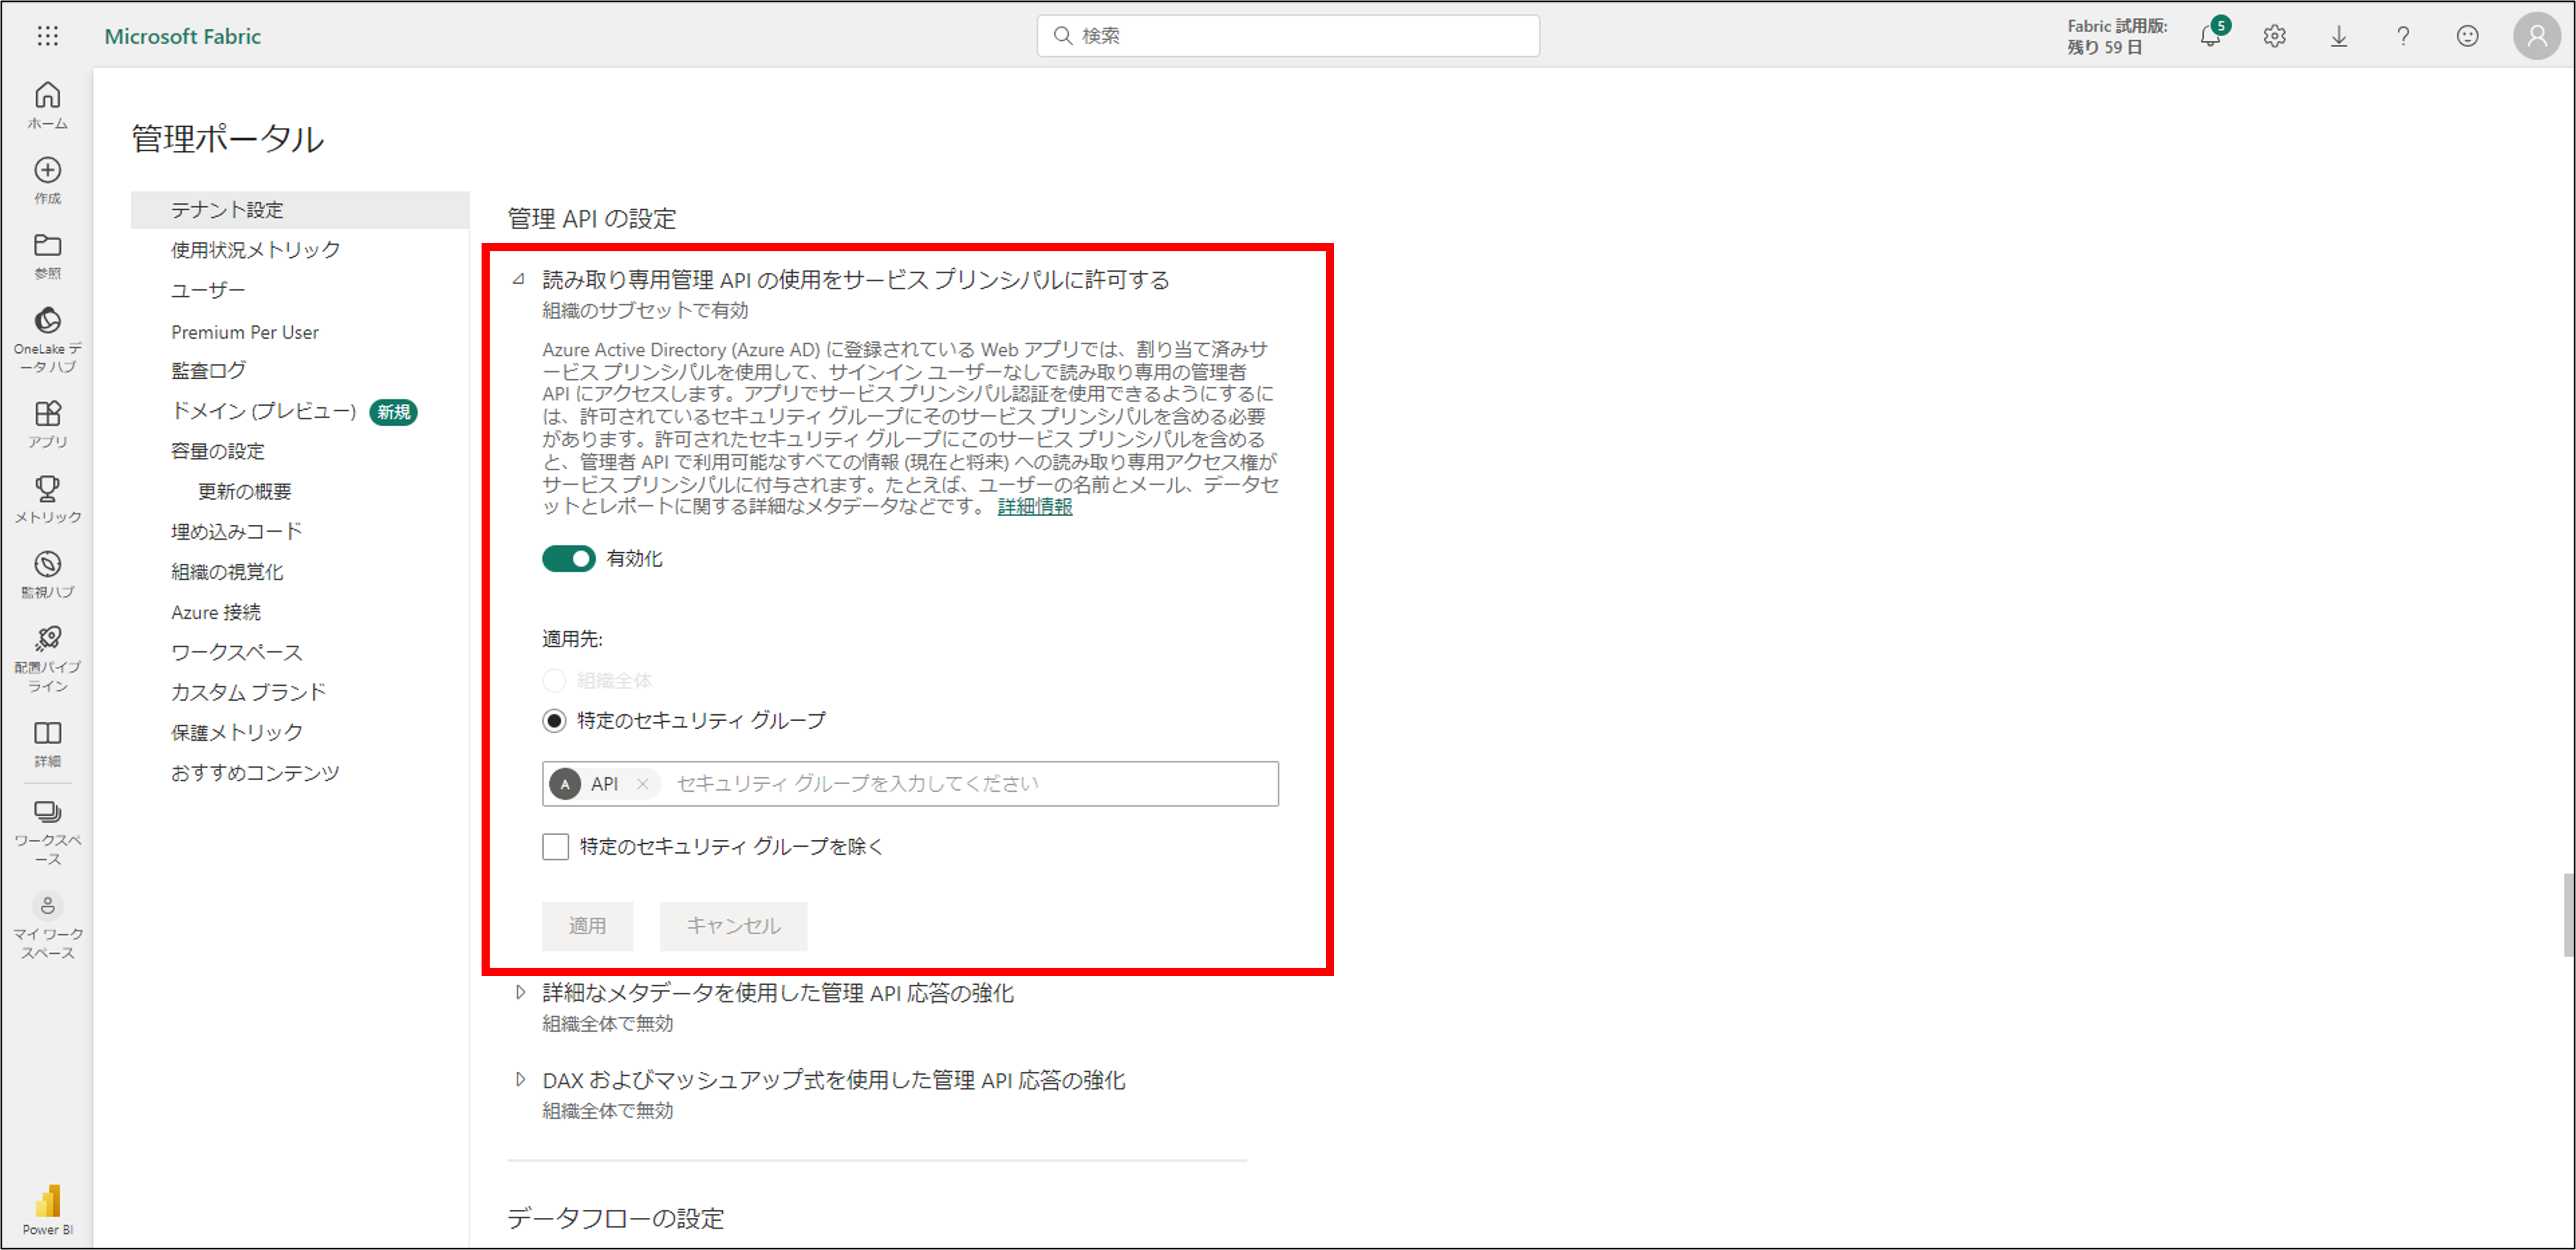 Microsoft Fabric
検索
Fabric 試用版:
残り 59 日
5
ホーム
作成
参照
OneLake デ
ータ ハブ
アプリ
メトリック
監視ハブ
配置パイプ
ライン
詳細
ワークスペ
ース
マイ ワーク
スペース
Power BI
管理ポータル
テナント設定
使用状況メトリック
ユーザー
Premium Per User
監査ログ
ドメイン (プレビュー) 新規
容量の設定
更新の概要
埋め込みコード
組織の視覚化
Azure 接続
ワークスペース
カスタム ブランド
保護メトリック
おすすめコンテンツ
管理 API の設定
読み取り専用管理 API の使用をサービス プリンシパルに許可する
組織のサブセットで有効
Azure Active Directory (Azure AD) に登録されている Web アプリでは、割り当て済みサ
ービス プリンシパルを使用して、サインイン ユーザーなしで読み取り専用の管理者
API にアクセスします。アプリでサービス プリンシパル認証を使用できるようにするに
は、許可されているセキュリティ グループにそのサービス プリンシパルを含める必要
があります。許可されたセキュリティ グループにこのサービス プリンシパルを含める
と、管理者 API で利用可能なすべての情報 (現在と将来) への読み取り専用アクセス権が
サービス プリンシパルに付与されます。たとえば、ユーザーの名前とメール、データセ
ットとレポートに関する詳細なメタデータなどです。 詳細情報
有効化
適用先:
組織全体
特定のセキュリティ グループ
A API セキュリティ グループを入力してください
特定のセキュリティ グループを除く
適用 キャンセル
詳細なメタデータを使用した管理 API 応答の強化
組織全体で無効
DAX およびマッシュアップ式を使用した管理 API 応答の強化
組織全体で無効
データフローの設定